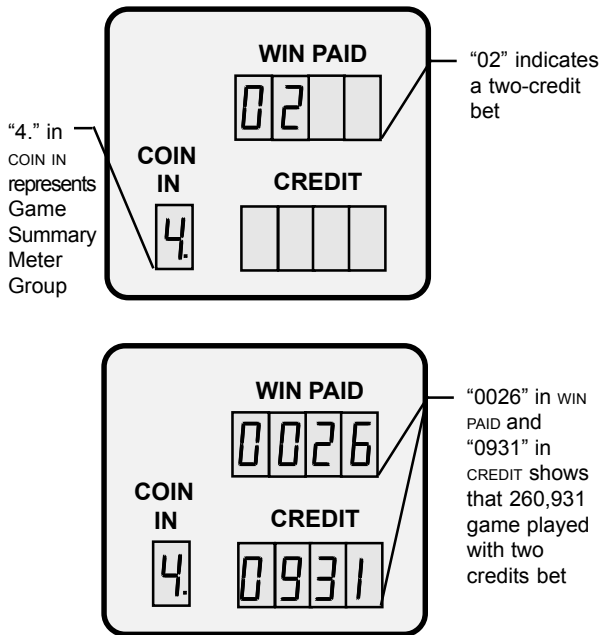 WIN PAID
02
“02” indicates
a two-credit
bet
“4.” in
COIN IN
represents
Game
Summary
Meter
Group
COIN
IN
4.
CREDIT
WIN PAID
0026
COIN
IN
4.
CREDIT
0931
“0026” in WIN
PAID and
“0931” in
CREDIT shows
that 260,931
game played
with two
credits bet